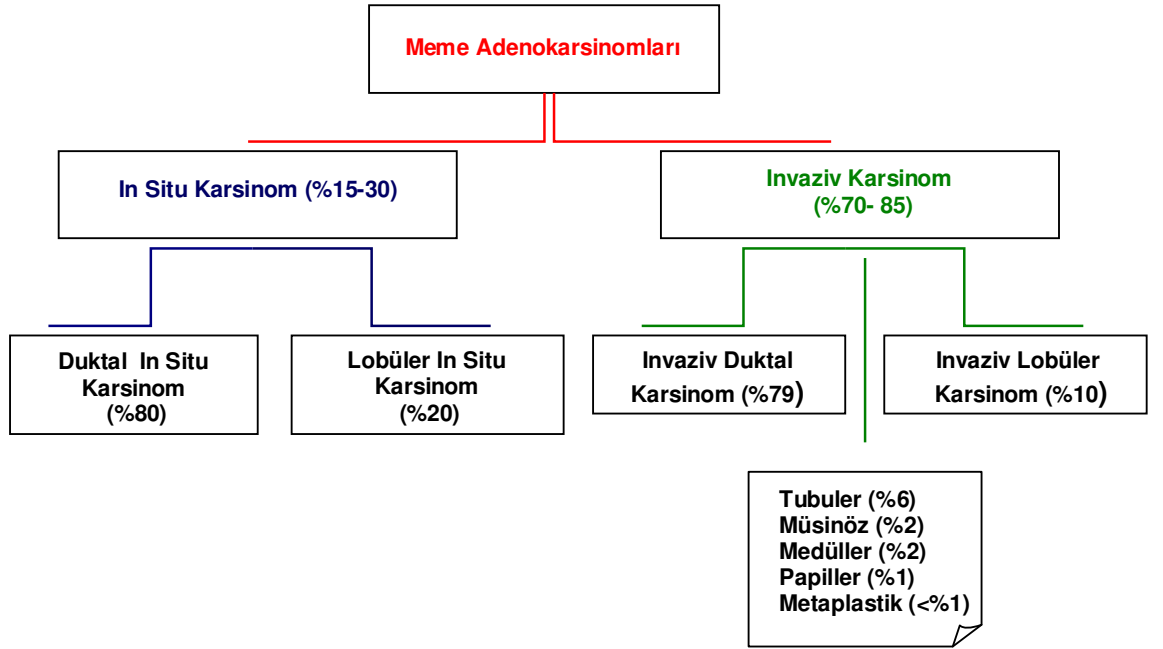 Meme Adenokarsinomları
In Situ Karsinom (%15-30)
Invaziv Karsinom
(%70- 85)
Duktal In Situ
Karsinom
(%80)
Lobüler In Situ
Karsinom
(%20)
Invaziv Duktal
Karsinom (%79)
Invaziv Lobüler
Karsinom (%10)
Tubuler (%6)
Müsinöz (%2)
Medüller (%2)
Papiller (%1)
Metaplastik (<%1)